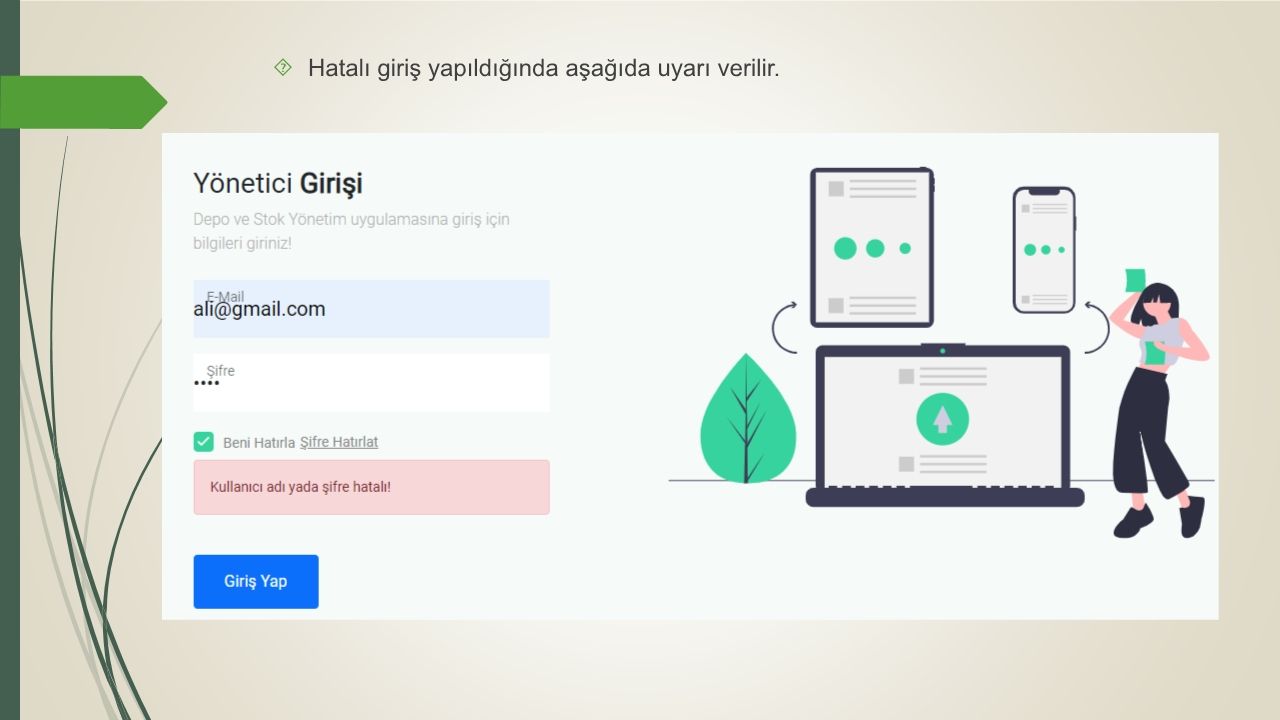 Hatalı giriş yapıldığında aşağıda uyarı verilir.
Yönetici Girişi
Depo ve Stok Yönetim uygulamasına giriş için
bilgileri giriniz!
E-Mail
ali@gmail.com
Şifre
••••
Beni Hatırla Şifre Hatırlat
Kullanıcı adı yada şifre hatalı!
Giriş Yap